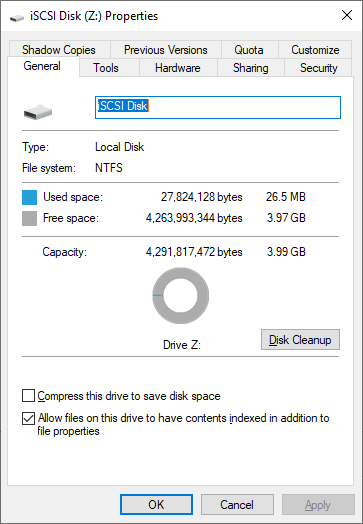 iSCSI Disk (Z:) Properties
Shadow Copies Previous Versions Quota Customize
General Tools Hardware Sharing Security
iSCSI Disk
Type: Local Disk
File system: NTFS
Used space: 27,824,128 bytes 26.5 MB
Free space: 4,263,993,344 bytes 3.97 GB
Capacity: 4,291,817,472 bytes 3.99 GB
Drive Z: Disk Cleanup
Compress this drive to save disk space
Allow files on this drive to have contents indexed in addition to
file properties
OK Cancel Apply